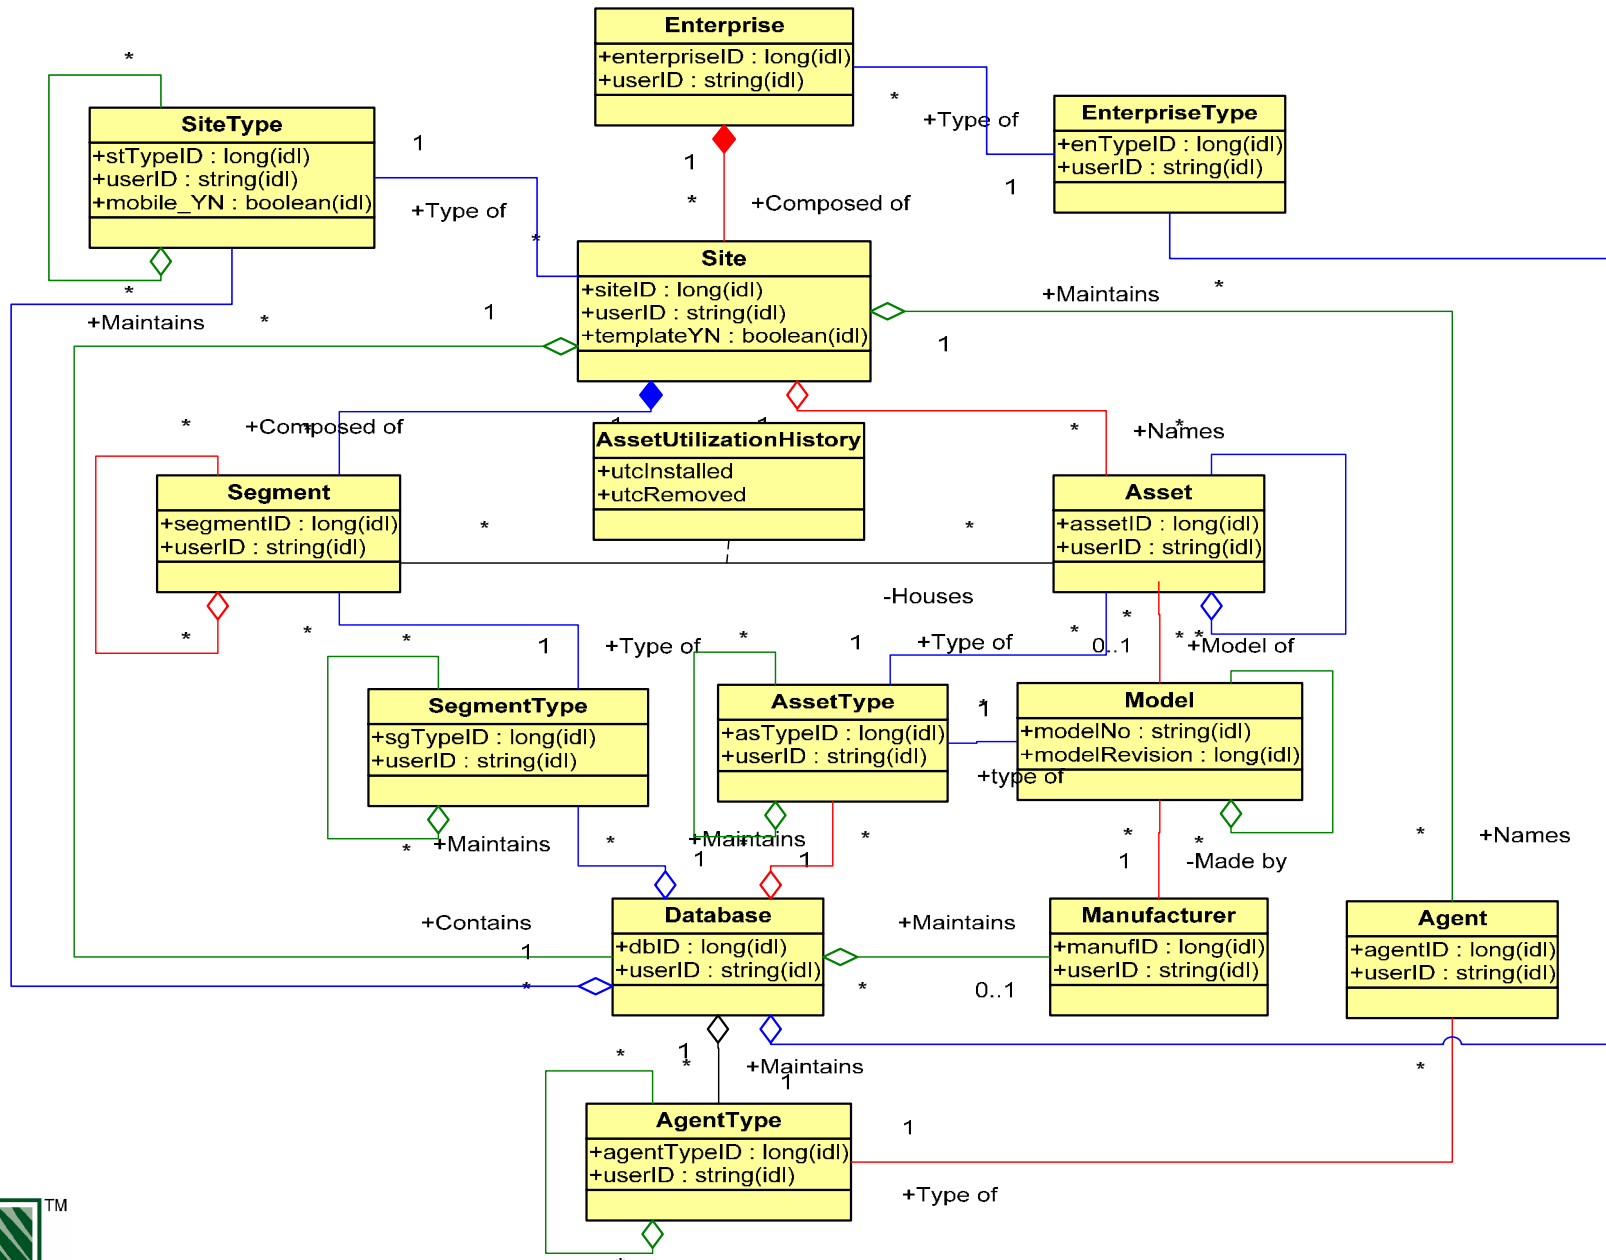 Enterprise
+enterpriseID : long(idl)
+userID : string(idl)
*
+Type of
1
EnterpriseType
+enTypeID : long(idl)
+userID : string(idl)
*
*
SiteType
+stTypeID : long(idl)
+userID : string(idl)
+mobile_YN : boolean(idl)
*
1
+Type of
*
1
*
+Composed of
Site
+siteID : long(idl)
+userID : string(idl)
+templateYN : boolean(idl)
+Maintains
*
1
+Maintains
1
*
+Composed of
*
1
1
*
+Names
*
AssetUtilizationHistory
+utcInstalled
+utcRemoved
Segment
+segmentID : long(idl)
+userID : string(idl)
*
*
Asset
+assetID : long(idl)
+userID : string(idl)
-Houses
*
*
*
1
+Type of
*
1
+Type of
*
*
0..1
*
*
+Model of
SegmentType
+sgTypeID : long(idl)
+userID : string(idl)
AssetType
+asTypeID : long(idl)
+userID : string(idl)
*
1
+type of
Model
+modelNo : string(idl)
+modelRevision : long(idl)
*
+Maintains
*
1
+Maintains
*
1
*
*
1
*
-Made by
*
+Names
+Contains
1
*
Database
+dbID : long(idl)
+userID : string(idl)
+Maintains
*
0..1
Manufacturer
+manufID : long(idl)
+userID : string(idl)
Agent
+agentID : long(idl)
+userID : string(idl)
*
1
*
+Maintains
1
*
AgentType
+agentTypeID : long(idl)
+userID : string(idl)
1
+Type of
*
TM